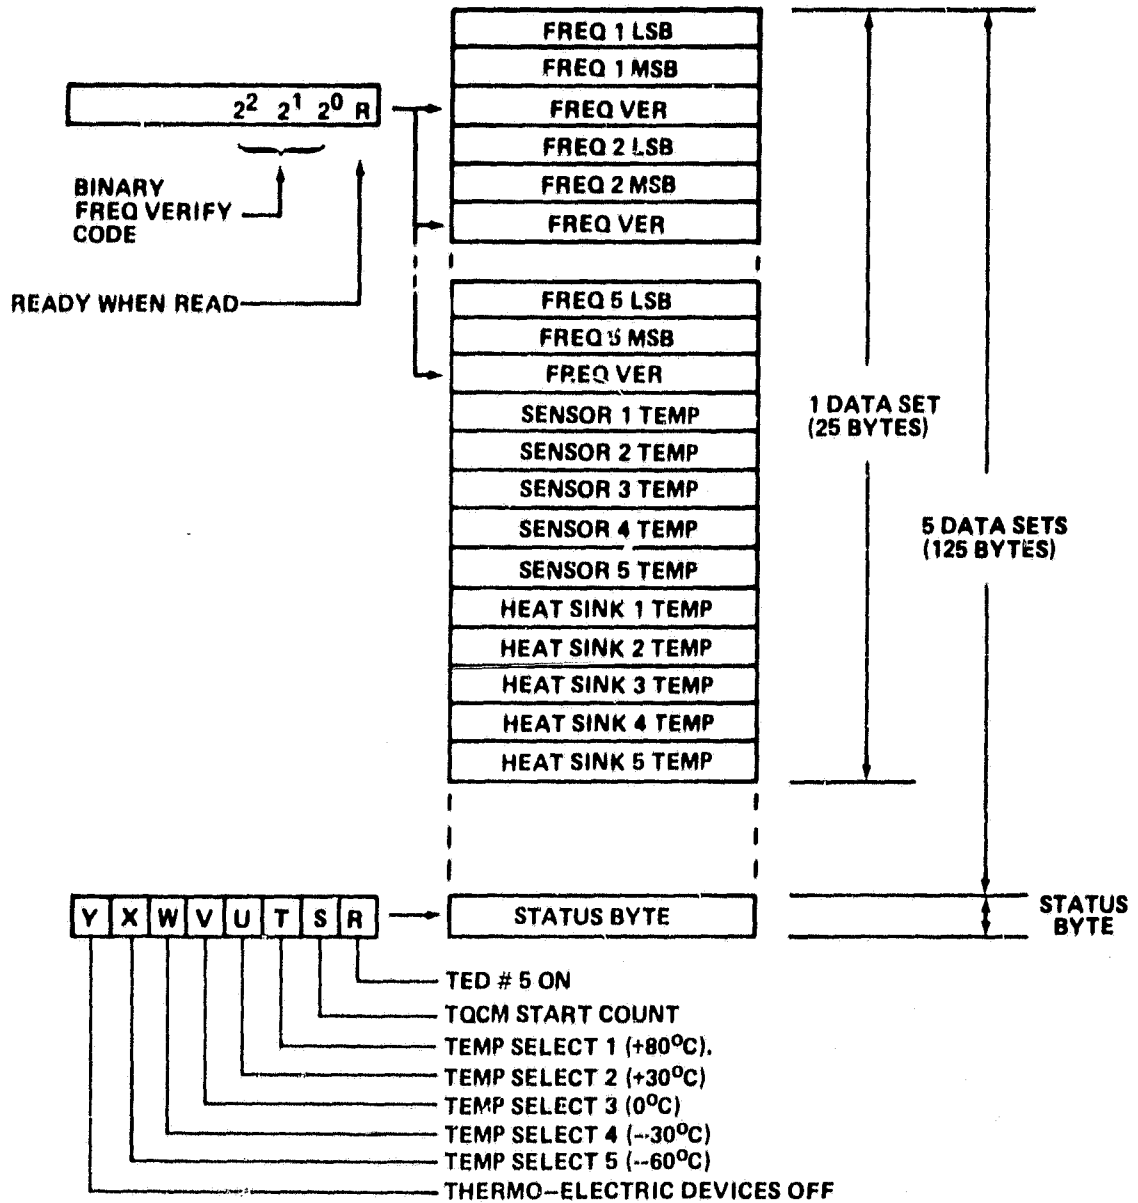 FREQ 1 LSB
FREQ 1 MSB
2² 2¹ 2⁰ R
FREQ VER
FREQ 2 LSB
FREQ 2 MSB
FREQ VER
BINARY
FREQ VERIFY
CODE
READY WHEN READ
FREQ 5 LSB
FREQ 5 MSB
FREQ VER
SENSOR 1 TEMP
SENSOR 2 TEMP
SENSOR 3 TEMP
SENSOR 4 TEMP
SENSOR 5 TEMP
HEAT SINK 1 TEMP
HEAT SINK 2 TEMP
HEAT SINK 3 TEMP
HEAT SINK 4 TEMP
HEAT SINK 5 TEMP
1 DATA SET
(25 BYTES)
5 DATA SETS
(125 BYTES)
Y X W V U T S R
STATUS BYTE
STATUS
BYTE
TED # 5 ON
TQCM START COUNT
TEMP SELECT 1 (+80°C).
TEMP SELECT 2 (+30°C)
TEMP SELECT 3 (0°C)
TEMP SELECT 4 (--30°C)
TEMP SELECT 5 (--60°C)
THERMO-ELECTRIC DEVICES OFF